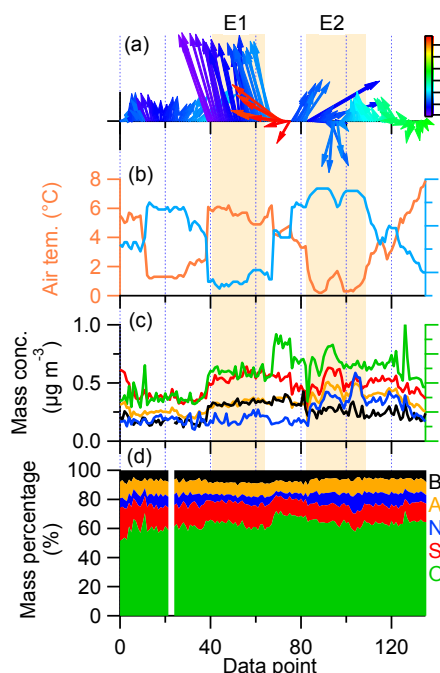 E1 E2
(a)
(b)
8
6
4
2
0
Air tem. (°C)
(c)
1.0
0.5
0.0
Mass conc.
(µg m⁻³)
(d)
100
80
60
40
20
0
Mass percentage
(%)
B
A
N
S
0 40 80 120
Data point